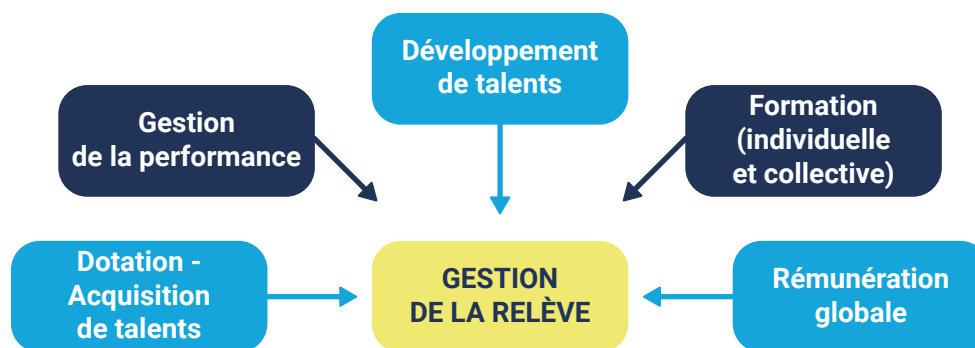 Développement
de talents
Gestion
de la performance
Formation
(individuelle
et collective)
Dotation -
Acquisition
de talents
GESTION
DE LA RELÈVE
Rémunération
globale